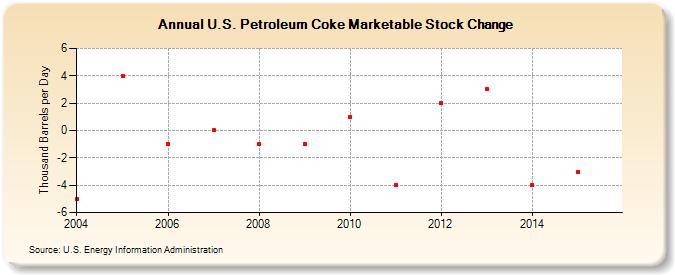 Annual U.S. Petroleum Coke Marketable Stock Change
Thousand Barrels per Day
6
4
2
0
-2
-4
-6
2004 2006 2008 2010 2012 2014
Source: U.S. Energy Information Administration